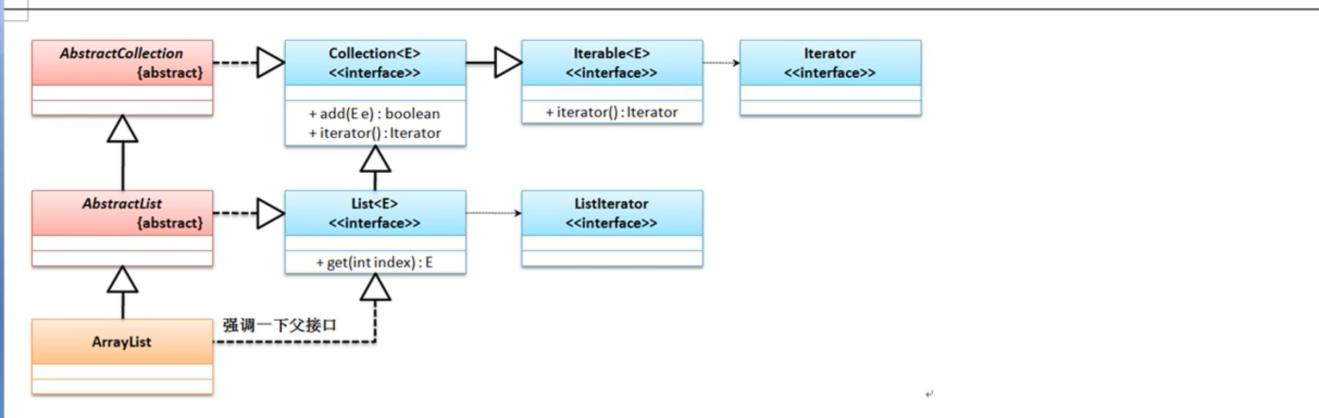 AbstractCollection
{abstract}
Collection<E>
<<interface>>
+ add(E e) : boolean
+ iterator() : Iterator
Iterable<E>
<<interface>>
+ iterator() : Iterator
Iterator
<<interface>>
AbstractList
{abstract}
List<E>
<<interface>>
+ get(int index) : E
ListIterator
<<interface>>
ArrayList
强调一下父接口